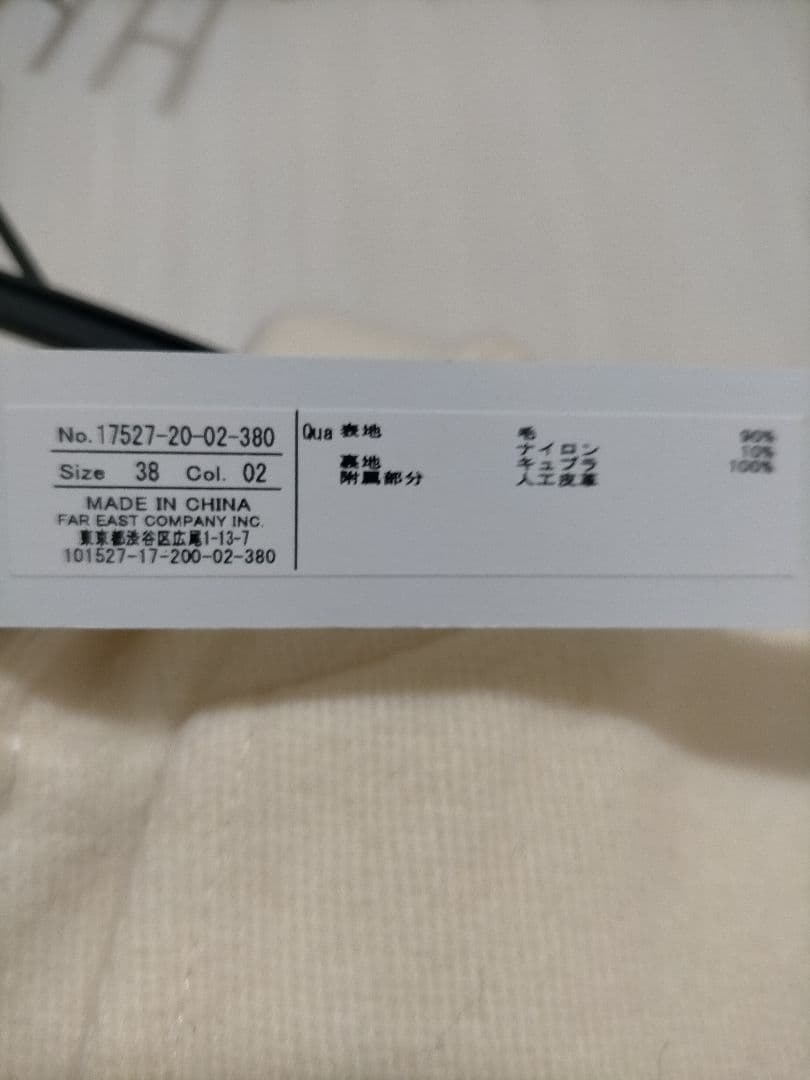 No.17527-20-02-380
Size 38 Col. 02
MADE IN CHINA
FAR EAST COMPANY INC.
東京都渋谷区広尾1-13-7
101527-17-200-02-380
Qua 表地 毛 90%
ナイロン 10%
裏地 キュプラ 100%
附属部分 人工皮革